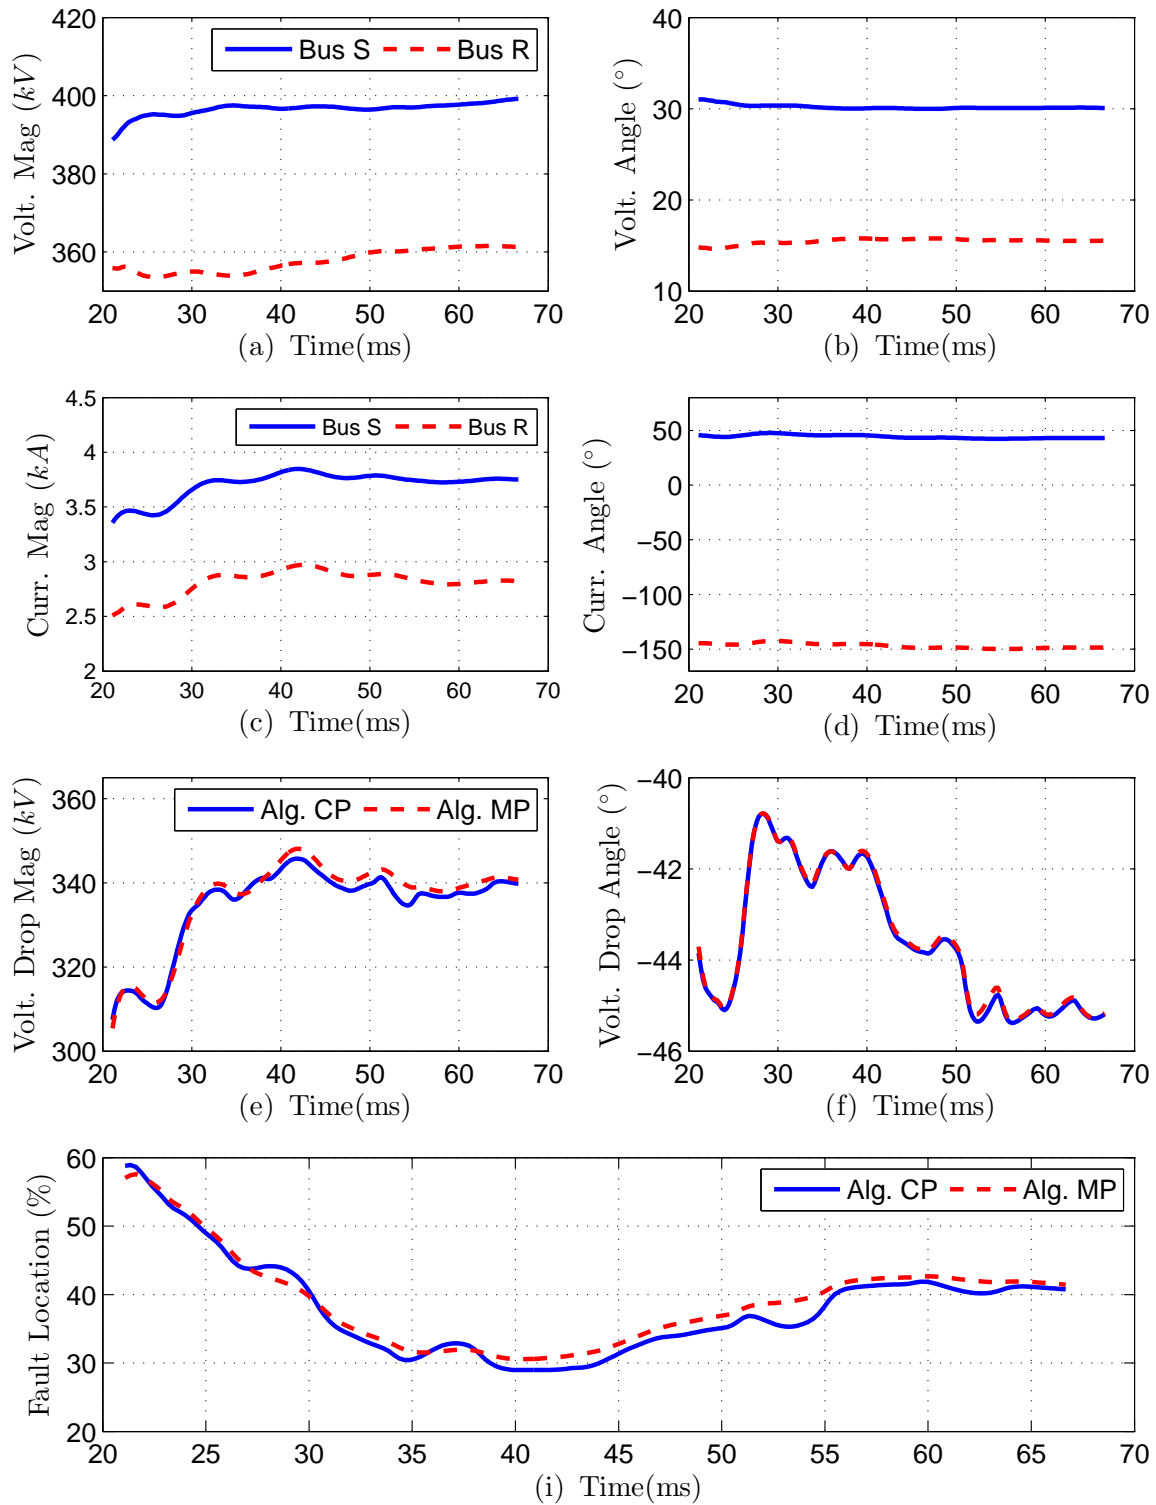 420
400
380
360
Volt. Mag (kV)
Bus S Bus R
20 30 40 50 60 70
(a) Time(ms)
40
30
20
10
Volt. Angle (°)
20 30 40 50 60 70
(b) Time(ms)
4.5
4
3.5
3
2.5
2
Curr. Mag (kA)
Bus S Bus R
20 30 40 50 60 70
(c) Time(ms)
50
0
−50
−100
−150
Curr. Angle (°)
20 30 40 50 60 70
(d) Time(ms)
360
340
320
300
Volt. Drop Mag (kV)
Alg. CP Alg. MP
20 30 40 50 60 70
(e) Time(ms)
−40
−42
−44
−46
Volt. Drop Angle (°)
20 30 40 50 60 70
(f) Time(ms)
60
50
40
30
20
Fault Location (%)
Alg. CP Alg. MP
20 25 30 35 40 45 50 55 60 65 70
(i) Time(ms)